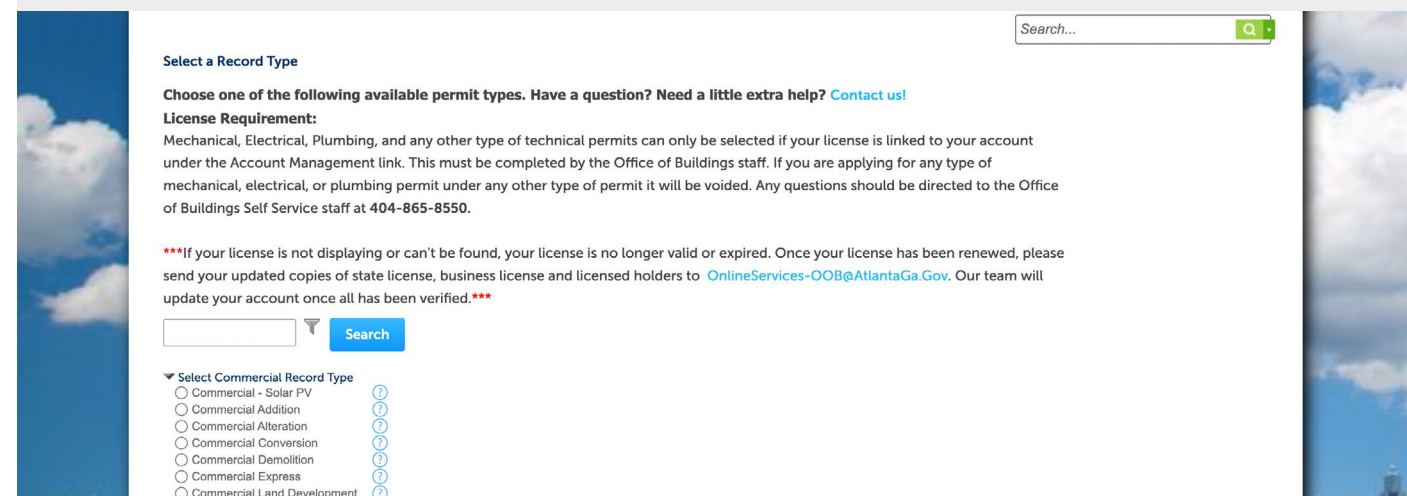 Search...
Select a Record Type
Choose one of the following available permit types. Have a question? Need a little extra help? Contact us!
License Requirement:
Mechanical, Electrical, Plumbing, and any other type of technical permits can only be selected if your license is linked to your account
under the Account Management link. This must be completed by the Office of Buildings staff. If you are applying for any type of
mechanical, electrical, or plumbing permit under any other type of permit it will be voided. Any questions should be directed to the Office
of Buildings Self Service staff at 404-865-8550.
***If your license is not displaying or can't be found, your license is no longer valid or expired. Once your license has been renewed, please
send your updated copies of state license, business license and licensed holders to OnlineServices-OOB@AtlantaGa.Gov. Our team will
update your account once all has been verified.***
Search
Select Commercial Record Type
Commercial - Solar PV ?
Commercial Addition ?
Commercial Alteration ?
Commercial Conversion ?
Commercial Demolition ?
Commercial Express ?
Commercial Land Development ?